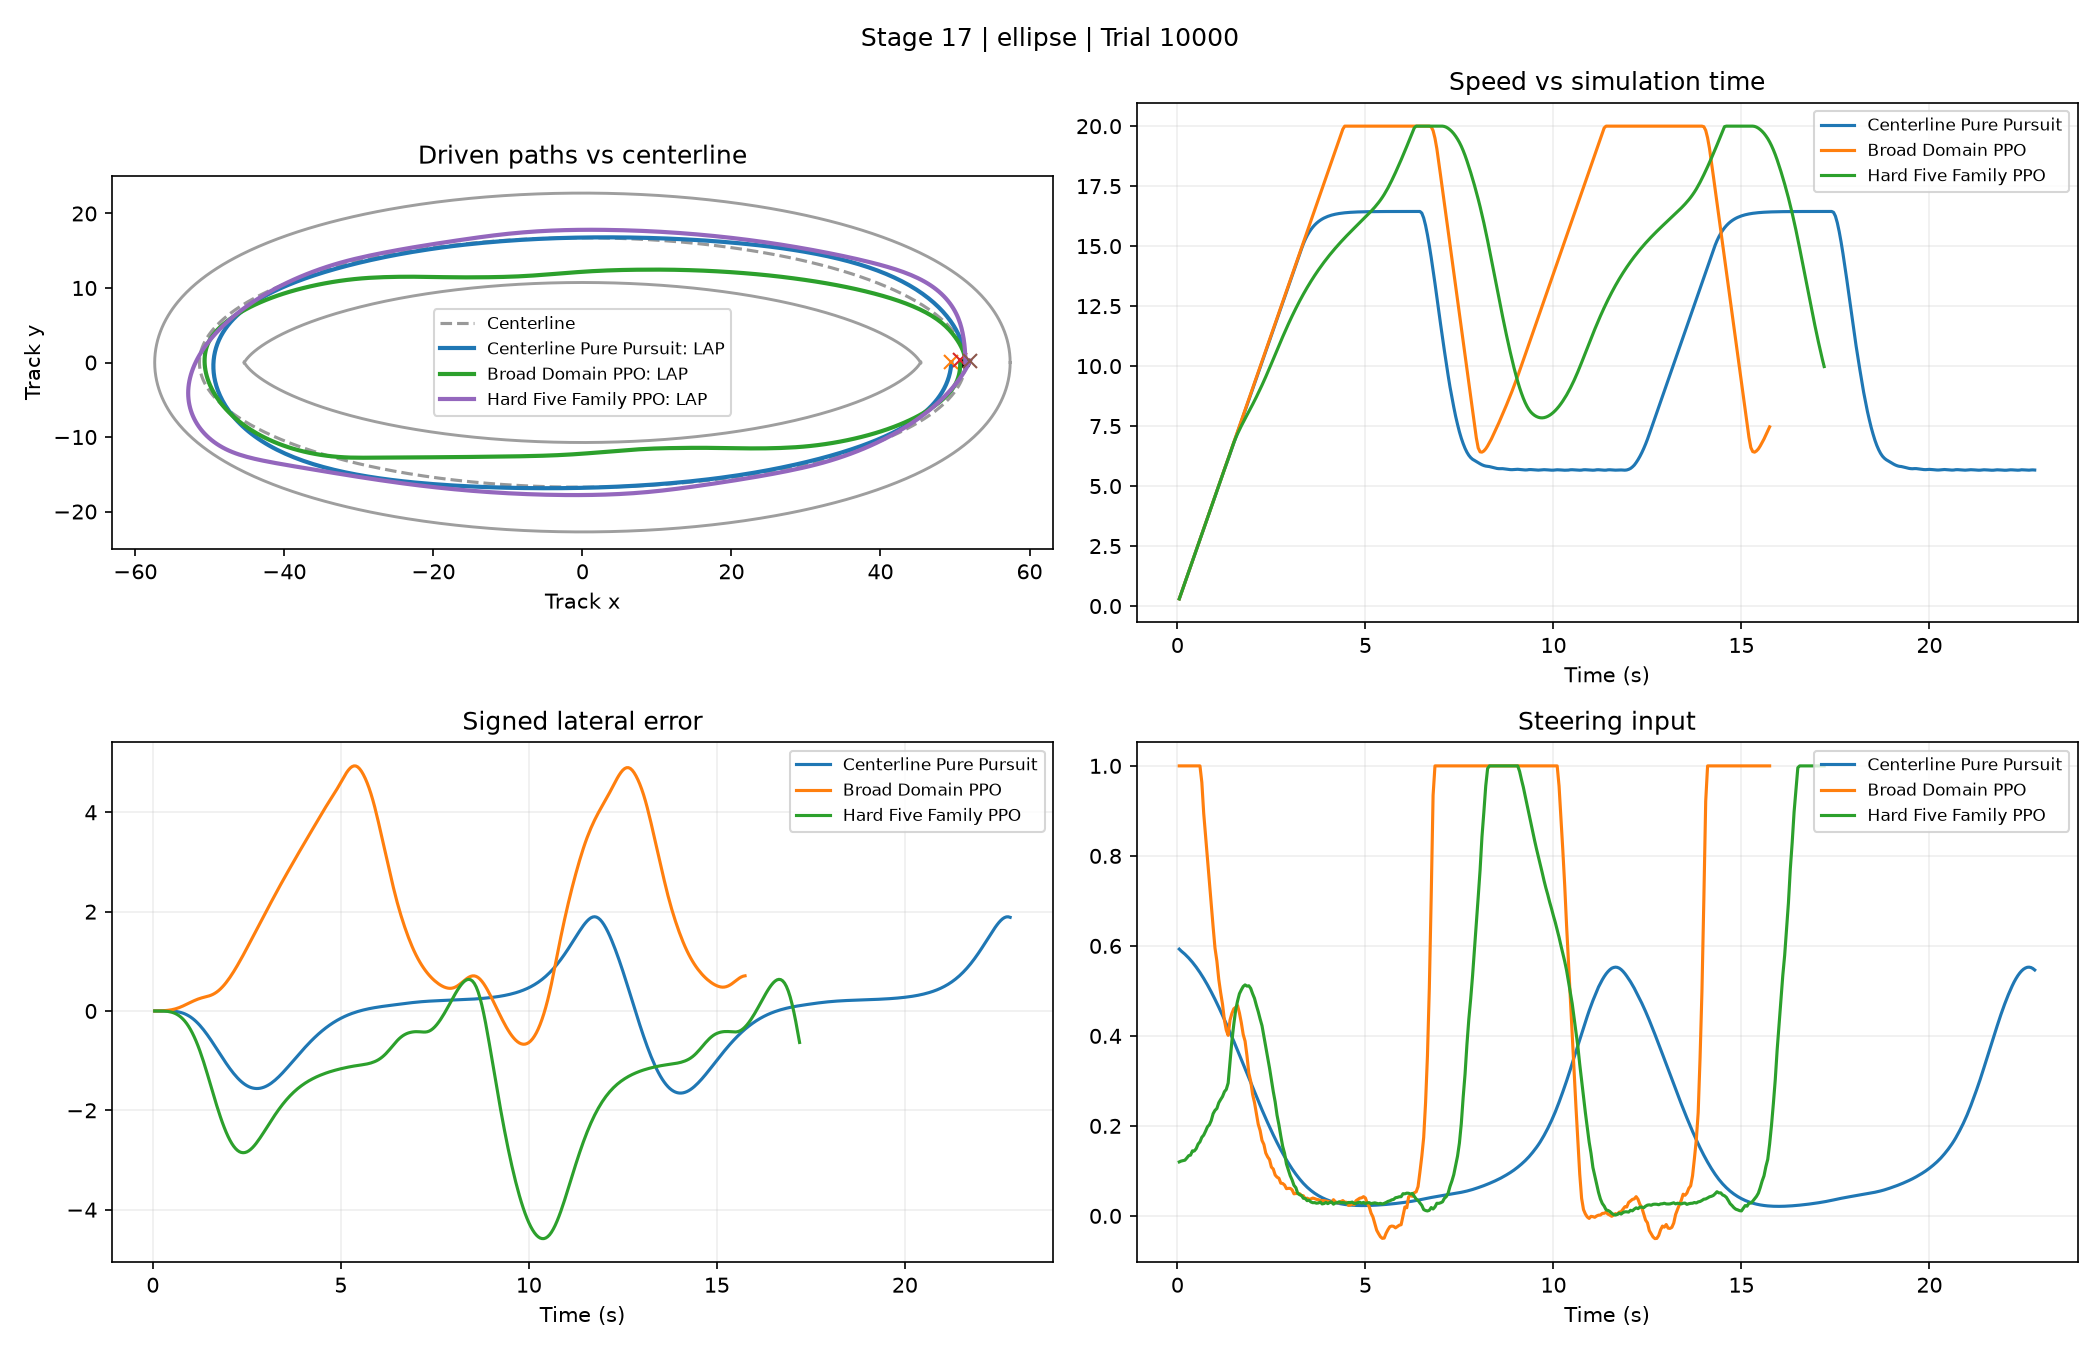 Stage 17 | ellipse | Trial 10000
Driven paths vs centerline
20
10
0
−10
−20
Track y
−60
−40
−20
0
20
40
60
Track x
Centerline
Centerline Pure Pursuit: LAP
Broad Domain PPO: LAP
Hard Five Family PPO: LAP
Speed vs simulation time
20.0
17.5
15.0
12.5
10.0
7.5
5.0
2.5
0.0
0
5
10
15
20
Time (s)
Centerline Pure Pursuit
Broad Domain PPO
Hard Five Family PPO
Signed lateral error
4
2
0
−2
−4
0
5
10
15
20
Time (s)
Centerline Pure Pursuit
Broad Domain PPO
Hard Five Family PPO
Steering input
1.0
0.8
0.6
0.4
0.2
0.0
0
5
10
15
20
Time (s)
Centerline Pure Pursuit
Broad Domain PPO
Hard Five Family PPO